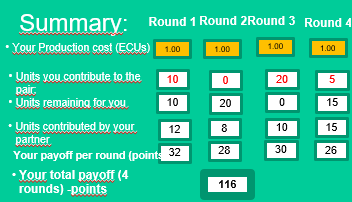 Summary: Round 1 Round 2 Round 3 Round 4
• Your Production cost (ECUs) 1.00 1.00 1.00 1.00
• Units you contribute to the pair: 10 0 20 5
• Units remaining for you 10 20 0 15
• Units contributed by your partner 12 8 10 15
Your payoff per round (points 32 28 30 26
• Your total payoff (4
rounds) -points 116